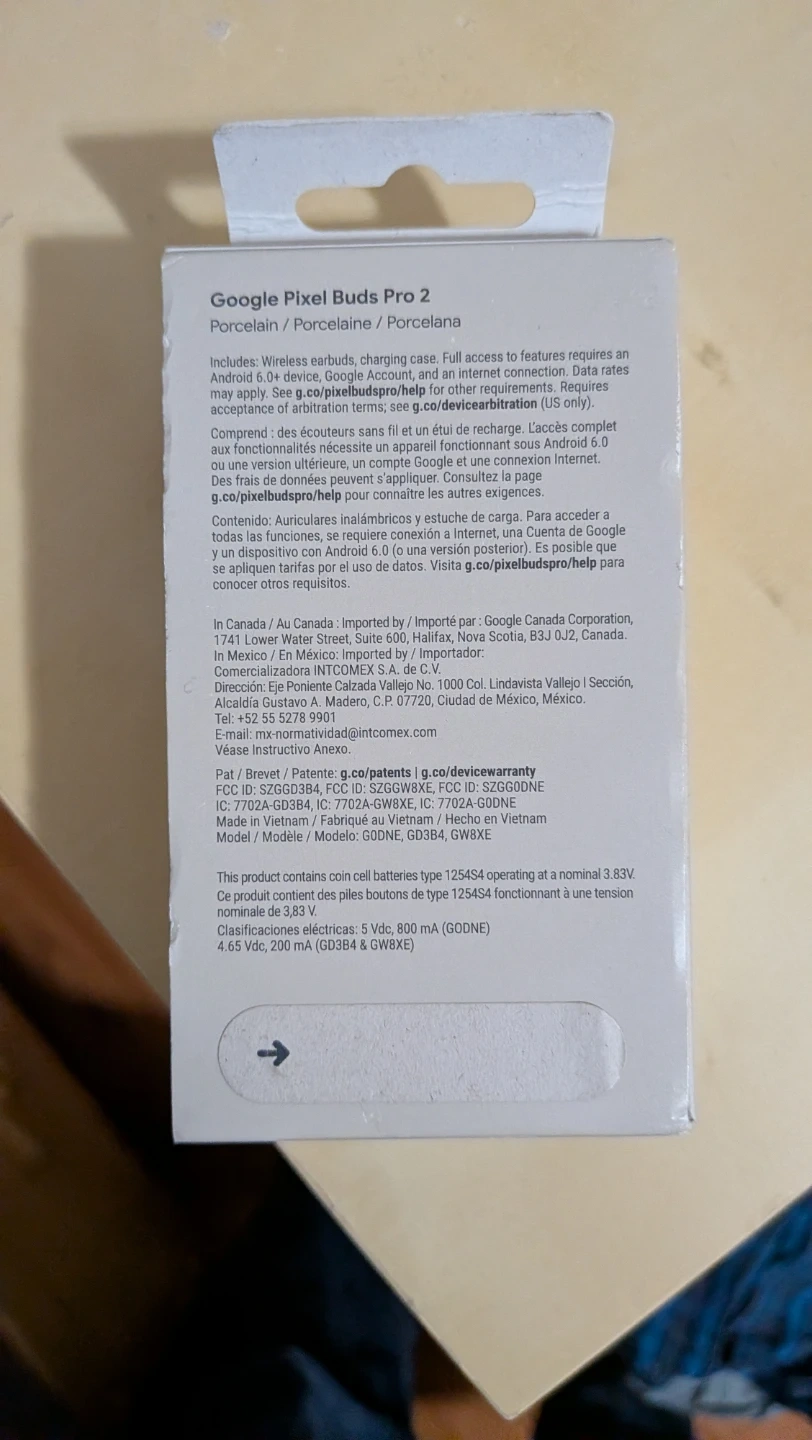 Google Pixel Buds Pro 2
Porcelain / Porcelaine / Porcelana
Includes: Wireless earbuds, charging case. Full access to features requires an
Android 6.0+ device, Google Account, and an internet connection. Data rates
may apply. See g.co/pixelbudspro/help for other requirements. Requires
acceptance of arbitration terms; see g.co/devicearbitration (US only).
Comprend : des écouteurs sans fil et un étui de recharge. L'accès complet
aux fonctionnalités nécessite un appareil fonctionnant sous Android 6.0
ou une version ultérieure, un compte Google et une connexion Internet.
Des frais de données peuvent s'appliquer. Consultez la page
g.co/pixelbudspro/help pour connaître les autres exigences.
Contenido: Auriculares inalámbricos y estuche de carga. Para acceder a
todas las funciones, se requiere conexión a Internet, una Cuenta de Google
y un dispositivo con Android 6.0 (o una versión posterior). Es posible que
se apliquen tarifas por el uso de datos. Visita g.co/pixelbudspro/help para
conocer otros requisitos.
In Canada / Au Canada : Imported by / Importé par : Google Canada Corporation,
1741 Lower Water Street, Suite 600, Halifax, Nova Scotia, B3J 0J2, Canada.
In Mexico / En México: Imported by / Importador:
Comercializadora INTCOMEX S.A. de C.V.
Dirección: Eje Poniente Calzada Vallejo No. 1000 Col. Lindavista Vallejo I Sección,
Alcaldía Gustavo A. Madero, C.P. 07720, Ciudad de México, México.
Tel: +52 55 5278 9901
E-mail: mx-normatividad@intcomex.com
Véase Instructivo Anexo.
Pat / Brevet / Patente: g.co/patents | g.co/devicewarranty
FCC ID: SZGGD3B4, FCC ID: SZGGW8XE, FCC ID: SZGG0DNE
IC: 7702A-GD3B4, IC: 7702A-GW8XE, IC: 7702A-G0DNE
Made in Vietnam / Fabriqué au Vietnam / Hecho en Vietnam
Model / Modèle / Modelo: G0DNE, GD3B4, GW8XE
This product contains coin cell batteries type 1254S4 operating at a nominal 3.83V.
Ce produit contient des piles boutons de type 1254S4 fonctionnant à une tension
nominale de 3,83 V.
Clasificaciones eléctricas: 5 Vdc, 800 mA (G0DNE)
4.65 Vdc, 200 mA (GD3B4 & GW8XE)